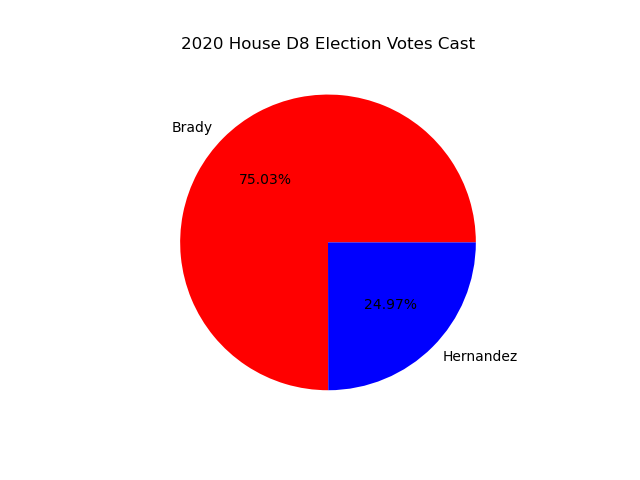 2020 House D8 Election Votes Cast
Brady
75.03%
24.97%
Hernandez